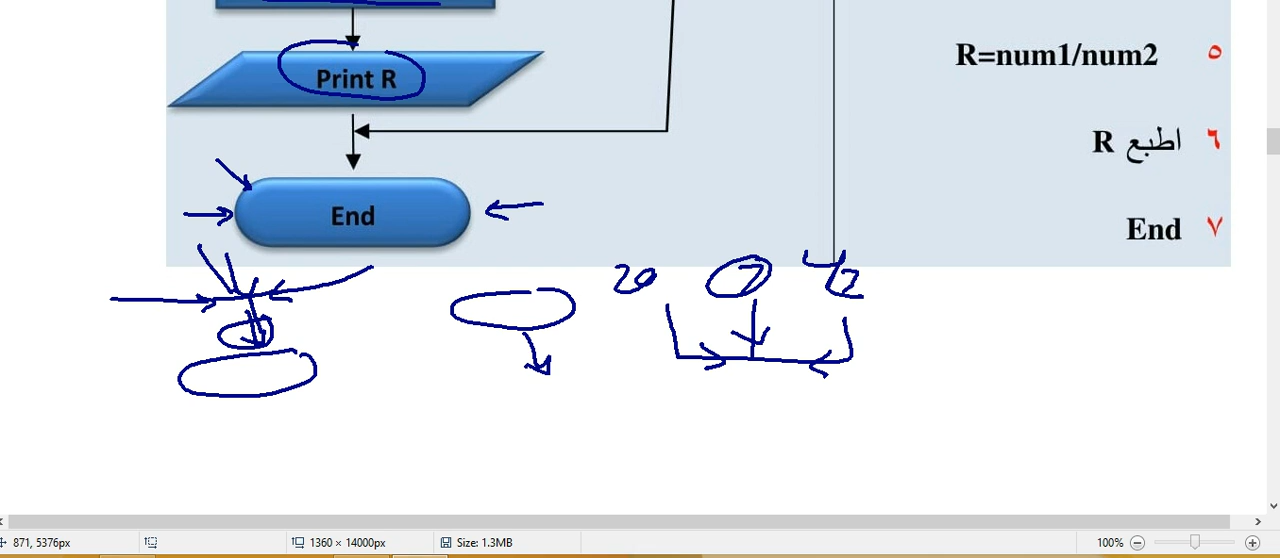 R=num1/num2 ٥
Print R
اطبع R ٦
End
End ٧
20 7 4/2
871, 5376px 1360 × 14000px Size: 1.3MB 100%